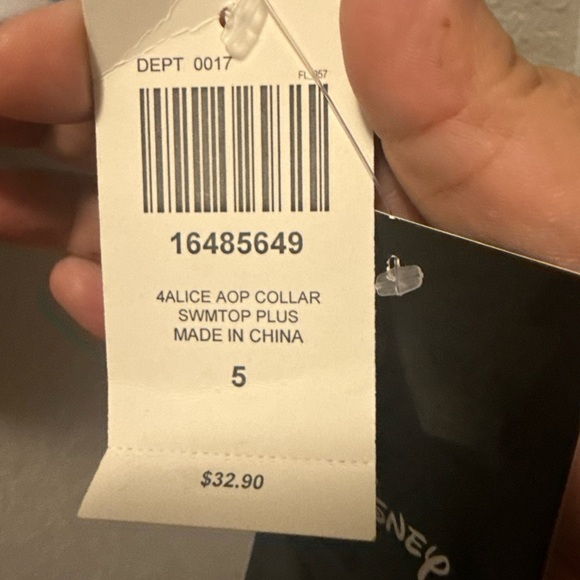 DEPT 0017
16485649
4ALICE AOP COLLAR
SWMTOP PLUS
MADE IN CHINA
5
$32.90